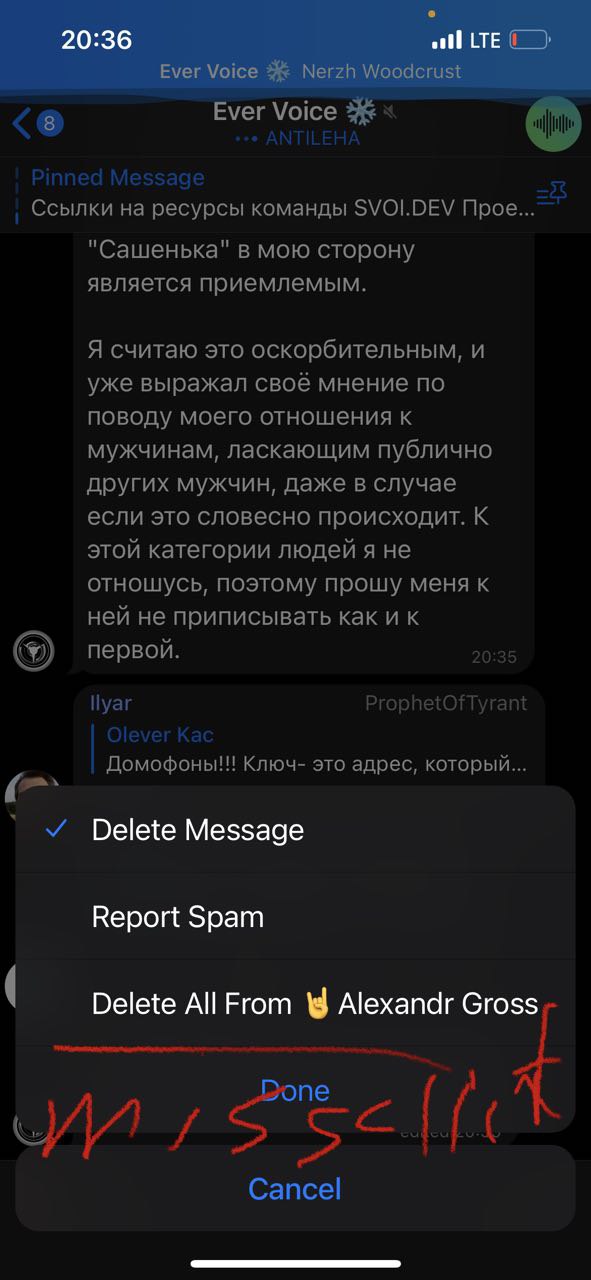 20:36
LTE
Ever Voice ❄️ Nerzh Woodcrust
8
Ever Voice ❄️
••• ANTILEHA
Pinned Message
Ссылки на ресурсы команды SVOI.DEV Прое...
"Сашенька" в мою сторону
является приемлемым.
Я считаю это оскорбительным, и
уже выражал своё мнение по
поводу моего отношения к
мужчинам, ласкающим публично
других мужчин, даже в случае
если это словесно происходит. К
этой категории людей я не
отношусь, поэтому прошу меня к
ней не приписывать как и к
первой.
20:35
Ilyar
ProphetOfTyrant
Olever Kac
Домофоны!!! Ключ- это адрес, который...
Delete Message
Report Spam
Delete All From 🤘 Alexandr Gross
Done
missclick
Cancel